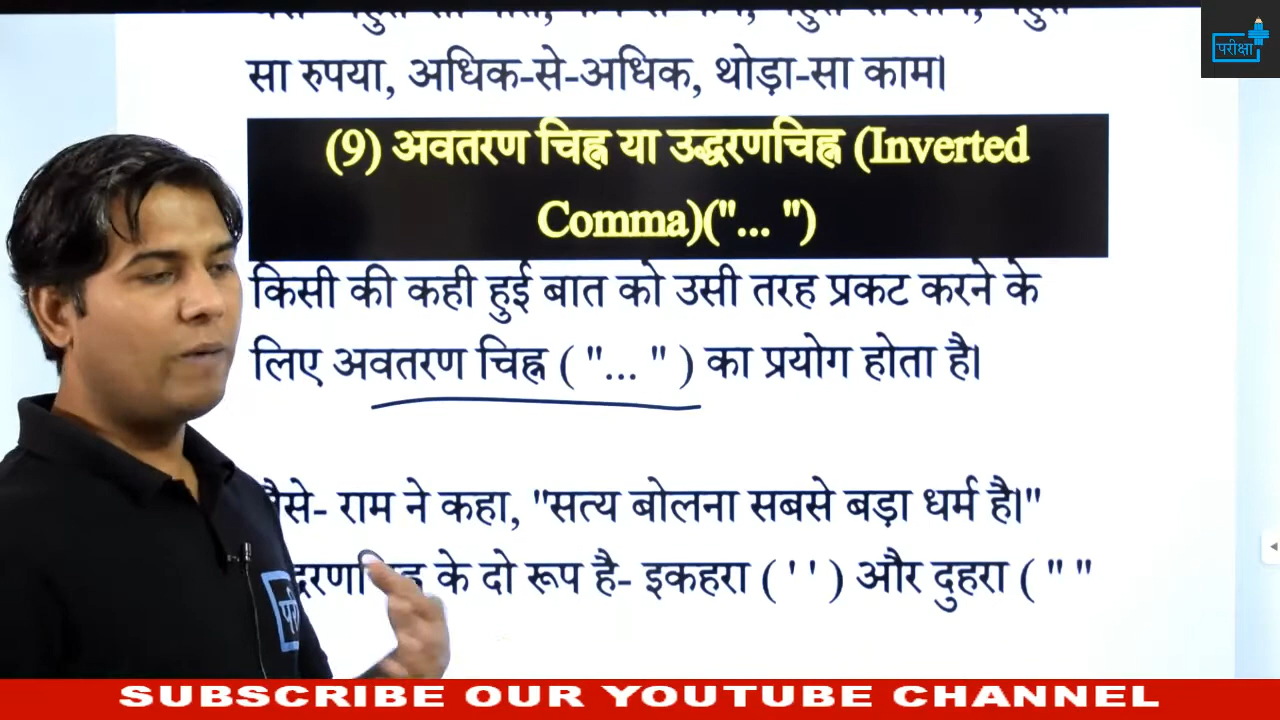 सा रुपया, अधिक-से-अधिक, थोड़ा-सा काम।
(9) अवतरण चिह्न या उद्धरणचिह्न (Inverted
Comma)("... ")
किसी की कही हुई बात को उसी तरह प्रकट करने के
लिए अवतरण चिह्न ( "... " ) का प्रयोग होता है।
जैसे- राम ने कहा, "सत्य बोलना सबसे बड़ा धर्म है।"
के दो रूप है- इकहरा ( ' ' ) और दुहरा ( " "
परीक्षा
SUBSCRIBE OUR YOUTUBE CHANNEL